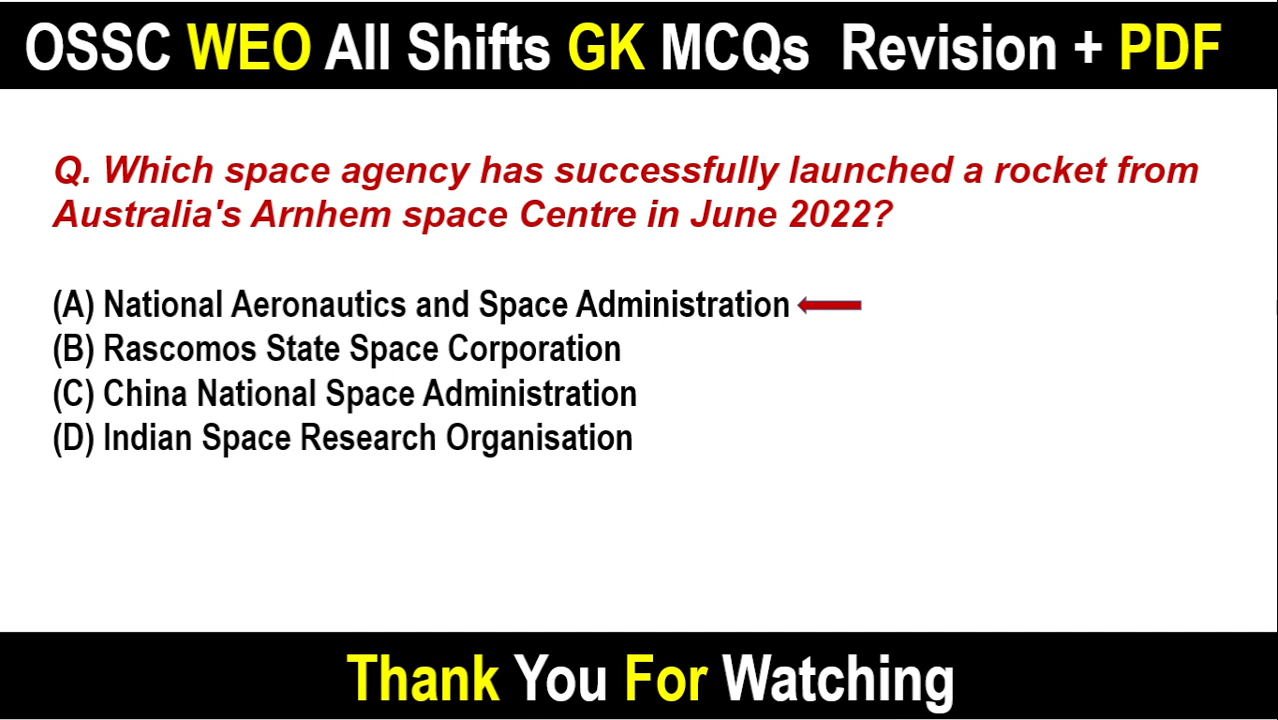 OSSC WEO All Shifts GK MCQs Revision + PDF
Q. Which space agency has successfully launched a rocket from
Australia's Arnhem space Centre in June 2022?
(A) National Aeronautics and Space Administration
(B) Rascomos State Space Corporation
(C) China National Space Administration
(D) Indian Space Research Organisation
Thank You For Watching